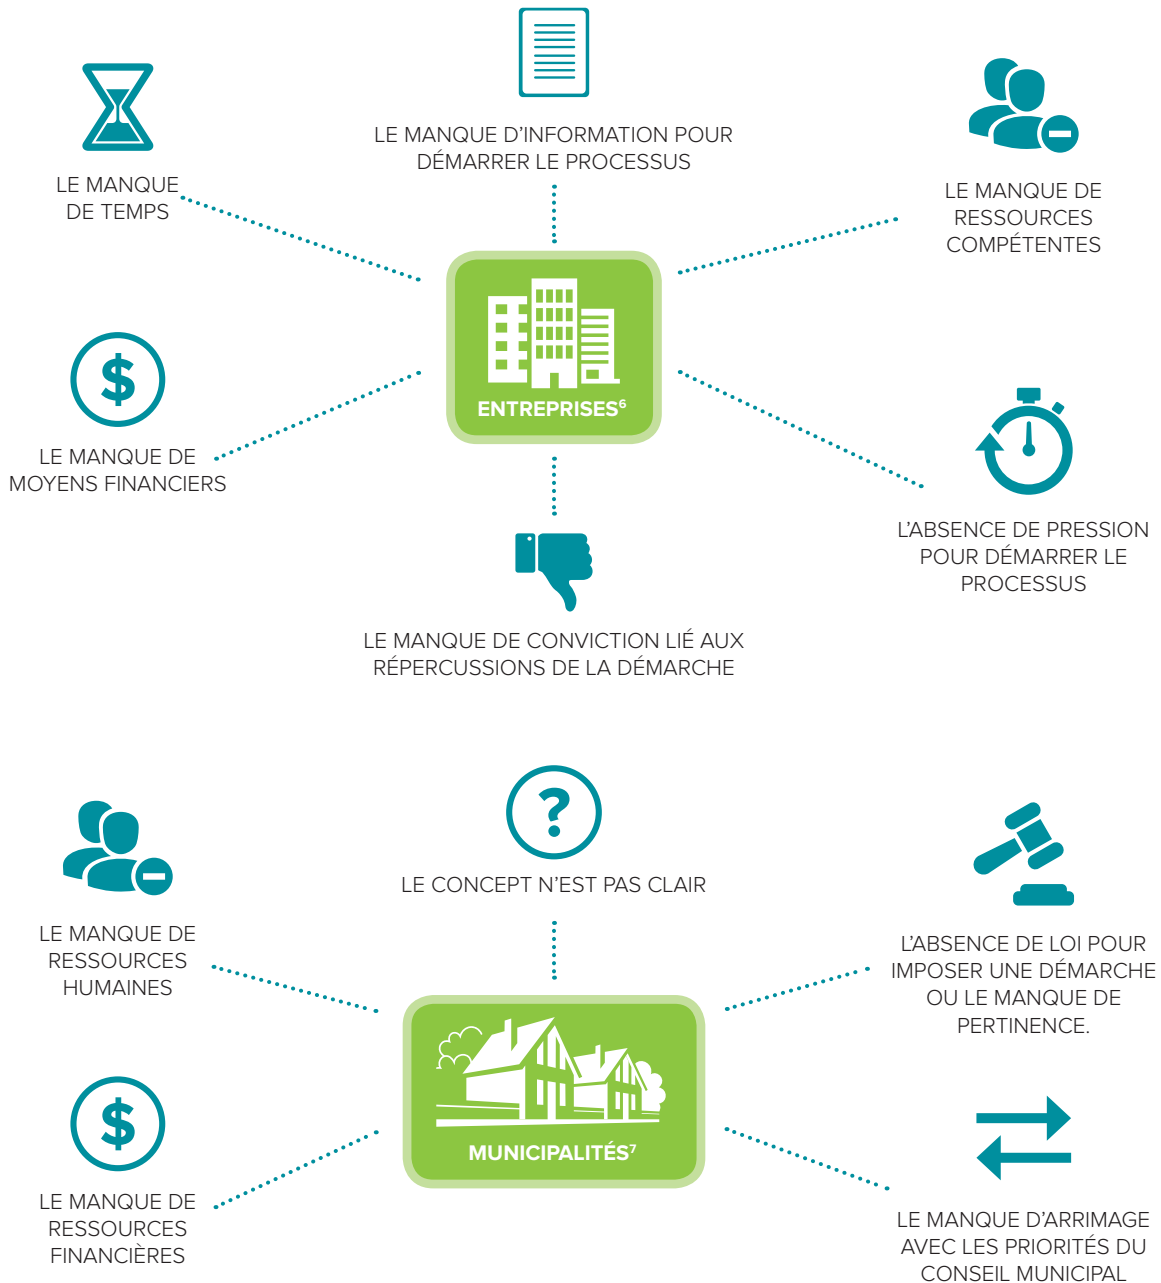 LE MANQUE D'INFORMATION POUR
DÉMARRER LE PROCESSUS
LE MANQUE
DE TEMPS
LE MANQUE DE
RESSOURCES
COMPÉTENTES
$
LE MANQUE DE
MOYENS FINANCIERS
ENTREPRISES⁶
L'ABSENCE DE PRESSION
POUR DÉMARRER LE
PROCESSUS
LE MANQUE DE CONVICTION LIÉ AUX
RÉPERCUSSIONS DE LA DÉMARCHE
?
LE CONCEPT N'EST PAS CLAIR
LE MANQUE DE
RESSOURCES
HUMAINES
L'ABSENCE DE LOI POUR
IMPOSER UNE DÉMARCHE
OU LE MANQUE DE
PERTINENCE.
MUNICIPALITÉS⁷
$
LE MANQUE DE
RESSOURCES
FINANCIÈRES
LE MANQUE D'ARRIMAGE
AVEC LES PRIORITÉS DU
CONSEIL MUNICIPAL